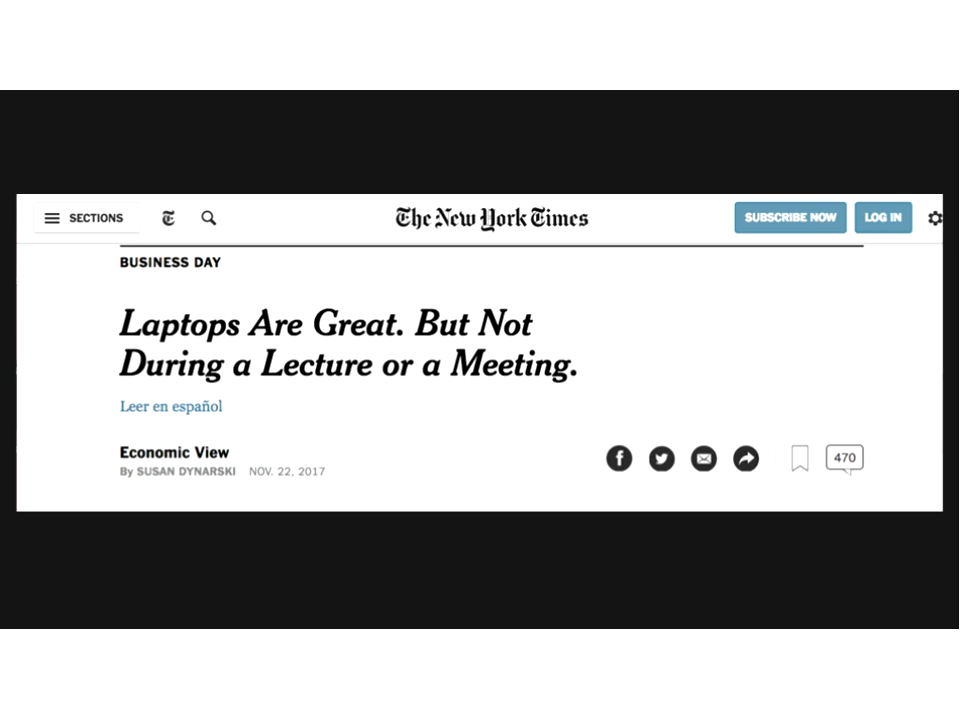 SECTIONS
The New York Times
SUBSCRIBE NOW
LOG IN
BUSINESS DAY
Laptops Are Great. But Not
During a Lecture or a Meeting.
Leer en español
Economic View
By SUSAN DYNARSKI NOV. 22, 2017
470